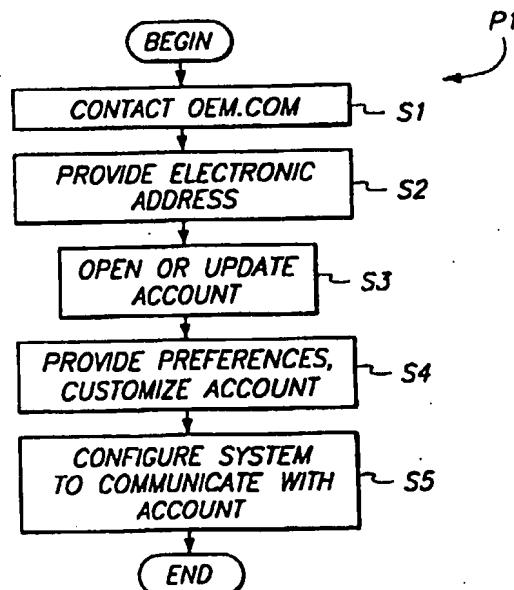 P1
BEGIN
CONTACT OEM.COM
S1
PROVIDE ELECTRONIC
ADDRESS
S2
OPEN OR UPDATE
ACCOUNT
S3
PROVIDE PREFERENCES,
CUSTOMIZE ACCOUNT
S4
CONFIGURE SYSTEM
TO COMMUNICATE WITH
ACCOUNT
S5
END